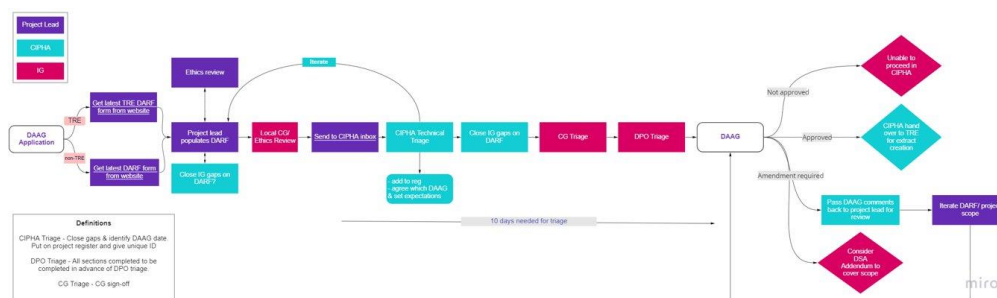 Project Lead
CIPHA
IG
DAAG
Application
TRE
non-TRE
Get latest TRE DARF
form from website
Get latest DARF form
from website
Ethics review
Project lead
populates DARF
Close IG gaps on
DARF?
Local CG/
Ethics Review
Send to CIPHA inbox
Iterate
CIPHA Technical
Triage
- add to reg
- agree which DAAG
& set expectations
Close IG gaps on
DARF
CG Triage
DPO Triage
10 days needed for triage
DAAG
Not approved
Approved
Amendment required
Unable to
proceed in
CIPHA
CIPHA hand
over to TRE
for extract
creation
Pass DAAG comments
back to project lead for
review
Iterate DARF/ project
scope
Consider
DSA
Addendum to
cover scope
Definitions
CIPHA Triage - Close gaps & identify DAAG date
Put on project register and give unique ID
DPO Triage - All sections completed to be
completed in advance of DPO triage.
CG Triage - CG sign-off
miro